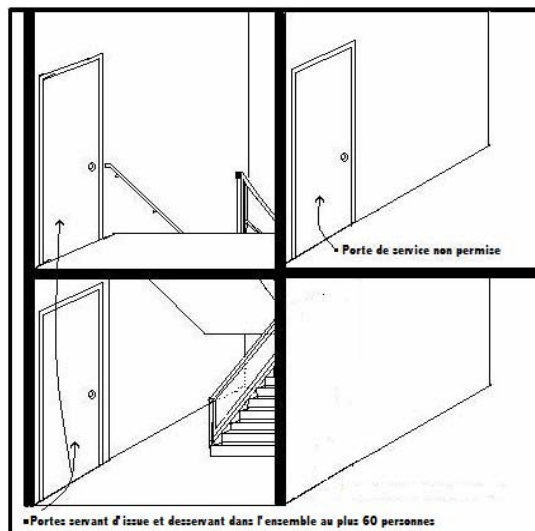 ▪ Porte de service non permise
▪Portes servant d'issue et desservant dans l'ensemble au plus 60 personnes